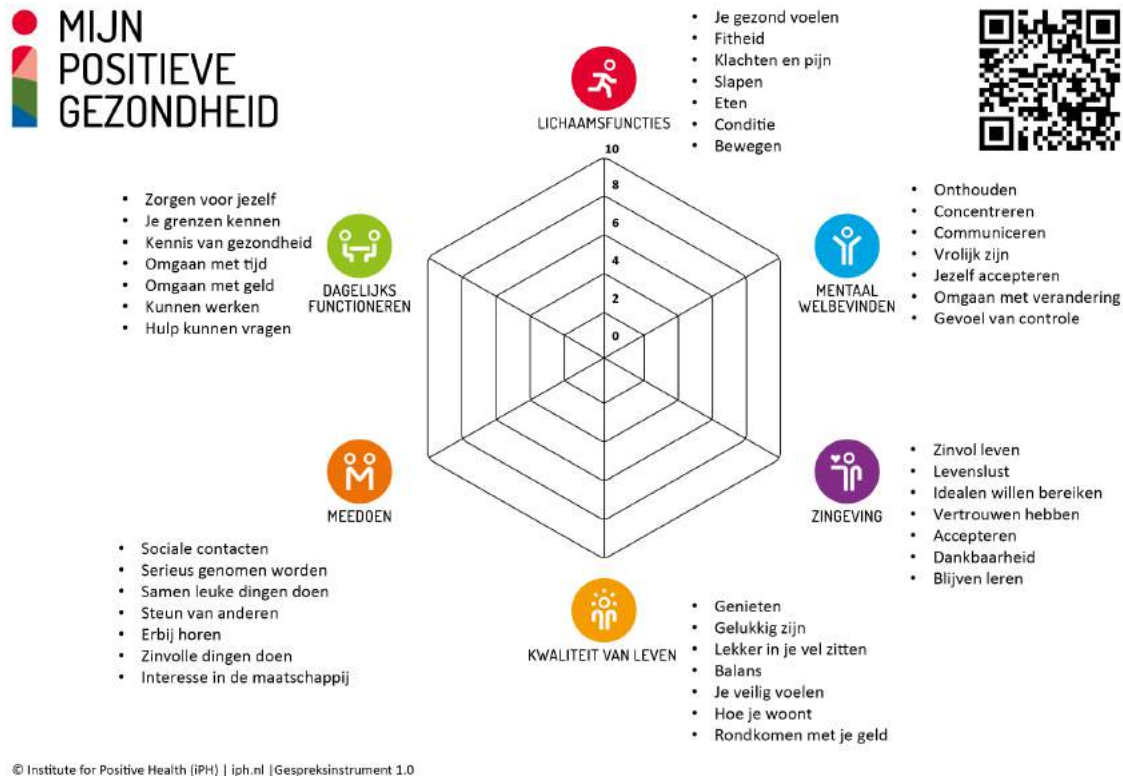 MIJN
POSITIEVE
GEZONDHEID
LICHAAMSFUNCTIES
• Je gezond voelen
• Fitheid
• Klachten en pijn
• Slapen
• Eten
• Conditie
• Bewegen
10
8
6
4
2
0
MENTAAL
WELBEVINDEN
• Onthouden
• Concentreren
• Communiceren
• Vrolijk zijn
• Jezelf accepteren
• Omgaan met verandering
• Gevoel van controle
ZINGEVING
• Zinvol leven
• Levenslust
• Idealen willen bereiken
• Vertrouwen hebben
• Accepteren
• Dankbaarheid
• Blijven leren
KWALITEIT VAN LEVEN
• Genieten
• Gelukkig zijn
• Lekker in je vel zitten
• Balans
• Je veilig voelen
• Hoe je woont
• Rondkomen met je geld
MEEDOEN
• Sociale contacten
• Serieus genomen worden
• Samen leuke dingen doen
• Steun van anderen
• Erbij horen
• Zinvolle dingen doen
• Interesse in de maatschappij
DAGELIJKS
FUNCTIONEREN
• Zorgen voor jezelf
• Je grenzen kennen
• Kennis van gezondheid
• Omgaan met tijd
• Omgaan met geld
• Kunnen werken
• Hulp kunnen vragen
© Institute for Positive Health (iPH) | iph.nl |Gespreksinstrument 1.0